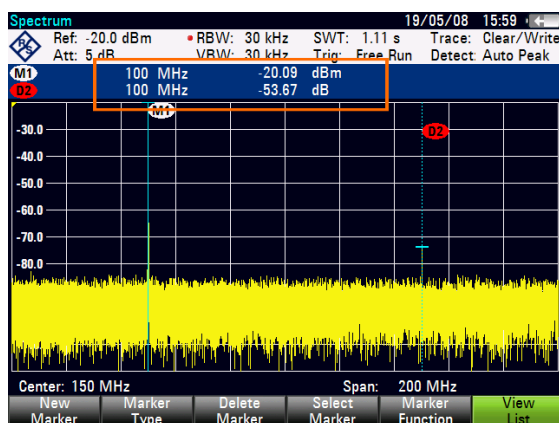 Spectrum 19/05/08 15:59
Ref: -20.0 dBm RBW: 30 kHz SWT: 1.11 s Trace: Clear/Write
Att: 5 dB VBW: 30 kHz Trig: Free Run Detect: Auto Peak
M1 100 MHz -20.09 dBm
D2 100 MHz -53.67 dB
M1
D2
-30.0
-40.0
-50.0
-60.0
-70.0
-80.0
Center: 150 MHz Span: 200 MHz
New Marker Delete Select Marker View
Marker Type Marker Marker Function List